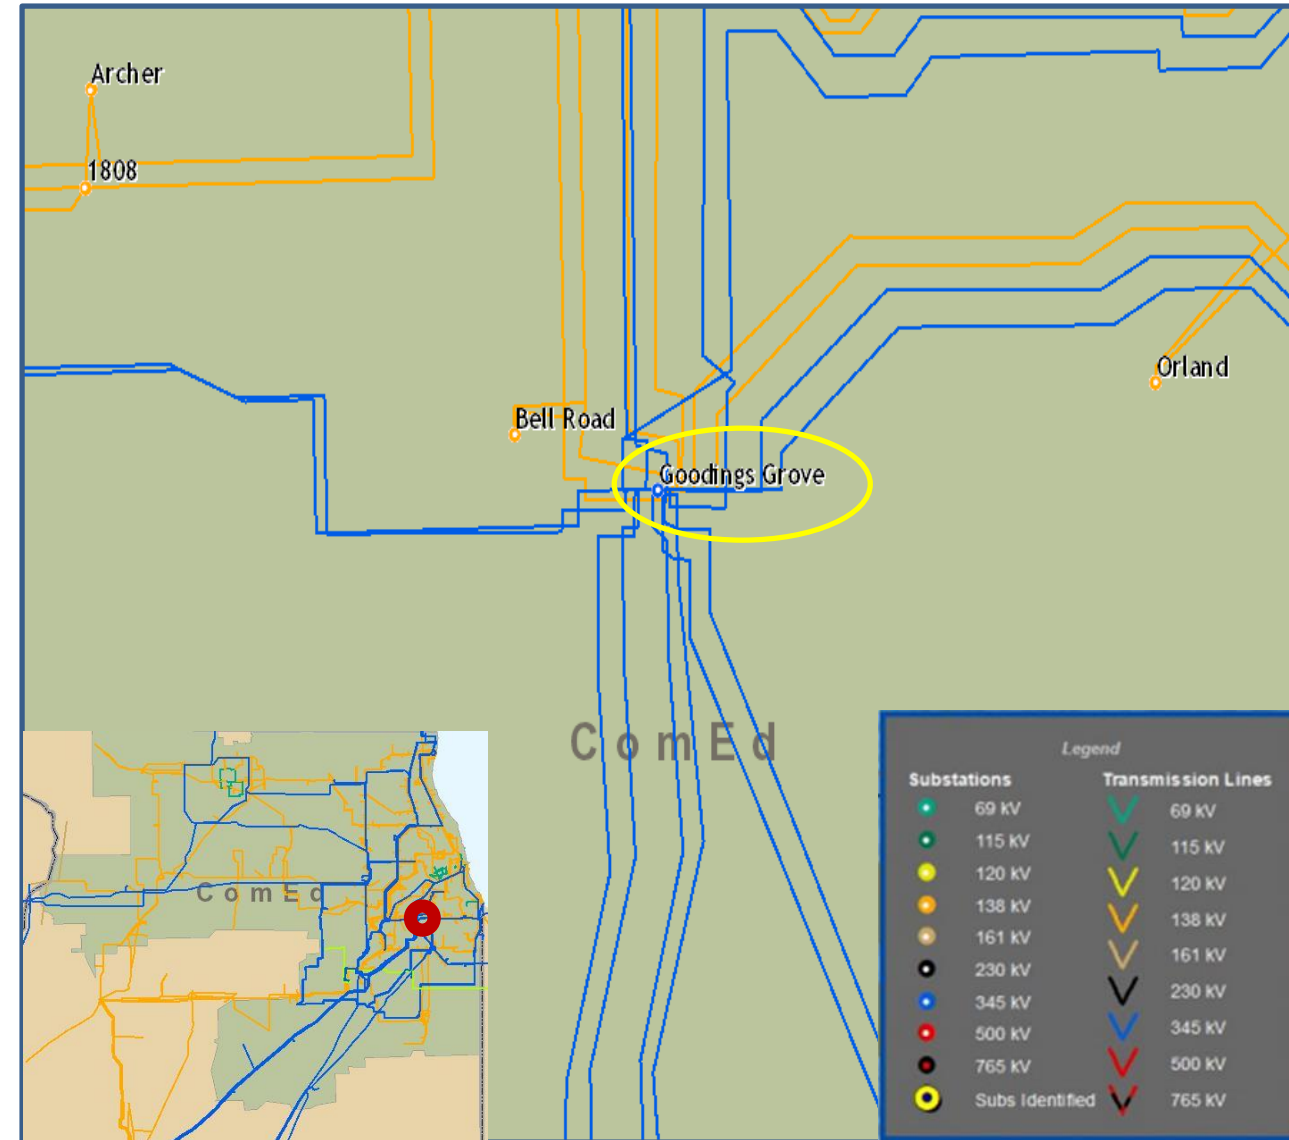 Archer
1808
Orland
Bell Road
Goodings Grove
ComEd
ComEd
Legend
Substations
69 kV
115 kV
120 kV
138 kV
161 kV
230 kV
345 kV
500 kV
765 kV
Subs Identified
Transmission Lines
69 kV
115 kV
120 kV
138 kV
161 kV
230 kV
345 kV
500 kV
765 kV